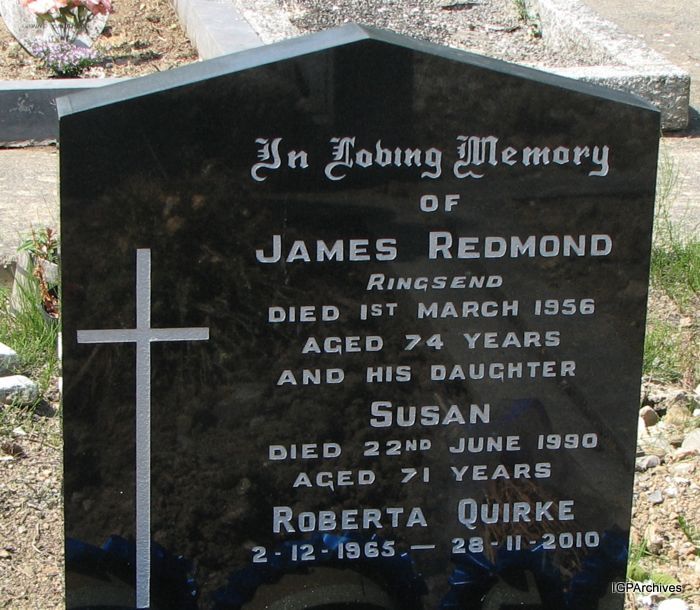 In Loving Memory
OF
JAMES REDMOND
RINGSEND
DIED 1ST MARCH 1956
AGED 74 YEARS
AND HIS DAUGHTER
SUSAN
DIED 22ND JUNE 1990
AGED 71 YEARS
ROBERTA QUIRKE
2-12-1965 — 28-11-2010
IGPArchives